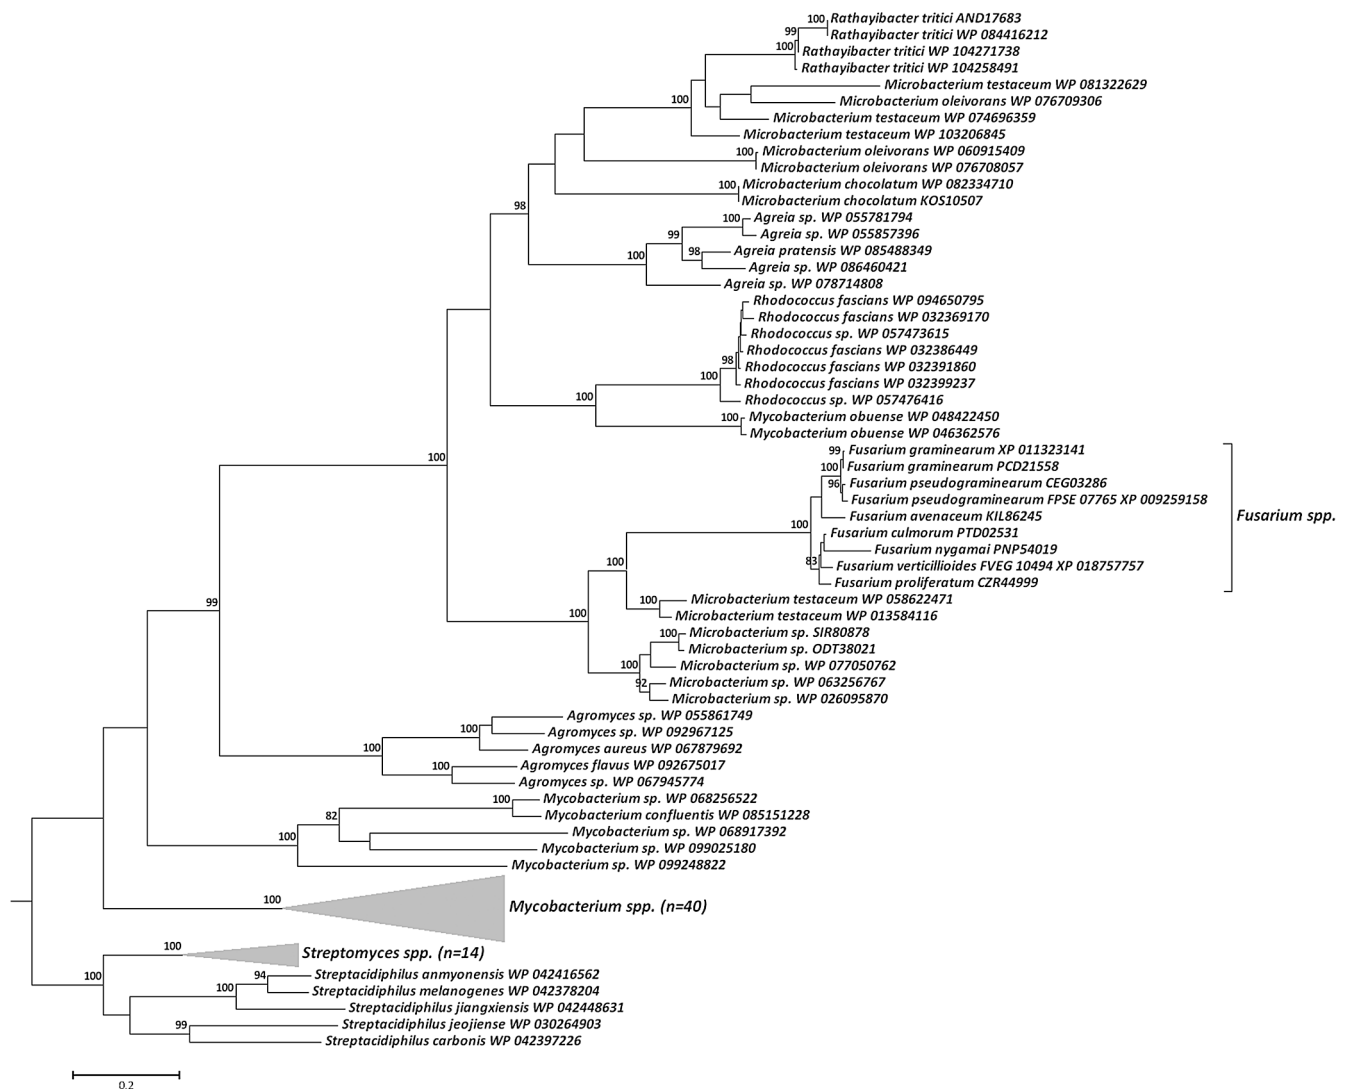 100
Rathayibacter tritici AND17683
99
Rathayibacter tritici WP 084416212
100
Rathayibacter tritici WP 104271738
Rathayibacter tritici WP 104258491
Microbacterium testaceum WP 081322629
100
Microbacterium oleivorans WP 076709306
Microbacterium testaceum WP 074696359
Microbacterium testaceum WP 103206845
100
Microbacterium oleivorans WP 060915409
Microbacterium oleivorans WP 076708057
100
Microbacterium chocolatum WP 082334710
Microbacterium chocolatum KOS10507
98
100
Agreia sp. WP 055781794
99
Agreia sp. WP 055857396
100
98
Agreia pratensis WP 085488349
Agreia sp. WP 086460421
Agreia sp. WP 078714808
Rhodococcus fascians WP 094650795
Rhodococcus fascians WP 032369170
Rhodococcus sp. WP 057473615
Rhodococcus fascians WP 032386449
98
Rhodococcus fascians WP 032391860
100
Rhodococcus fascians WP 032399237
100
Rhodococcus sp. WP 057476416
100
Mycobacterium obuense WP 048422450
Mycobacterium obuense WP 046362576
100
99
Fusarium graminearum XP 011323141
100
Fusarium graminearum PCD21558
96
Fusarium pseudograminearum CEG03286
Fusarium pseudograminearum FPSE 07765 XP 009259158
Fusarium avenaceum KIL86245
Fusarium spp.
100
Fusarium culmorum PTD02531
Fusarium nygamai PNP54019
100
83
Fusarium verticillioides FVEG 10494 XP 018757757
Fusarium proliferatum CZR44999
99
100
100
Microbacterium testaceum WP 058622471
Microbacterium testaceum WP 013584116
100
Microbacterium sp. SIR80878
Microbacterium sp. ODT38021
100
Microbacterium sp. WP 077050762
92
Microbacterium sp. WP 063256767
Microbacterium sp. WP 026095870
Agromyces sp. WP 055861749
100
Agromyces sp. WP 092967125
100
Agromyces aureus WP 067879692
100
Agromyces flavus WP 092675017
Agromyces sp. WP 067945774
100
Mycobacterium sp. WP 068256522
82
Mycobacterium confluentis WP 085151228
100
Mycobacterium sp. WP 068917392
Mycobacterium sp. WP 099025180
Mycobacterium sp. WP 099248822
100
Mycobacterium spp. (n=40)
100
Streptomyces spp. (n=14)
100
94
Streptacidiphilus anmyonensis WP 042416562
100
Streptacidiphilus melanogenes WP 042378204
Streptacidiphilus jiangxiensis WP 042448631
99
Streptacidiphilus jeojiense WP 030264903
Streptacidiphilus carbonis WP 042397226
0.2